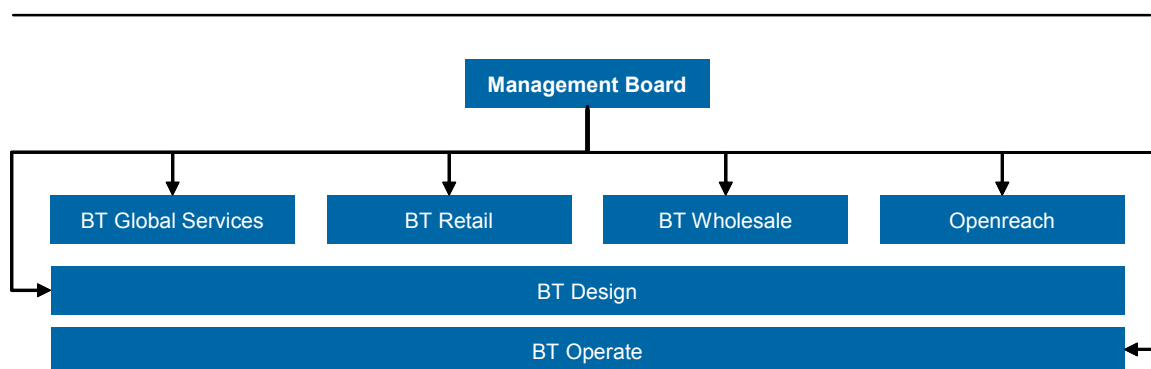 Management Board
BT Global Services
BT Retail
BT Wholesale
Openreach
BT Design
BT Operate